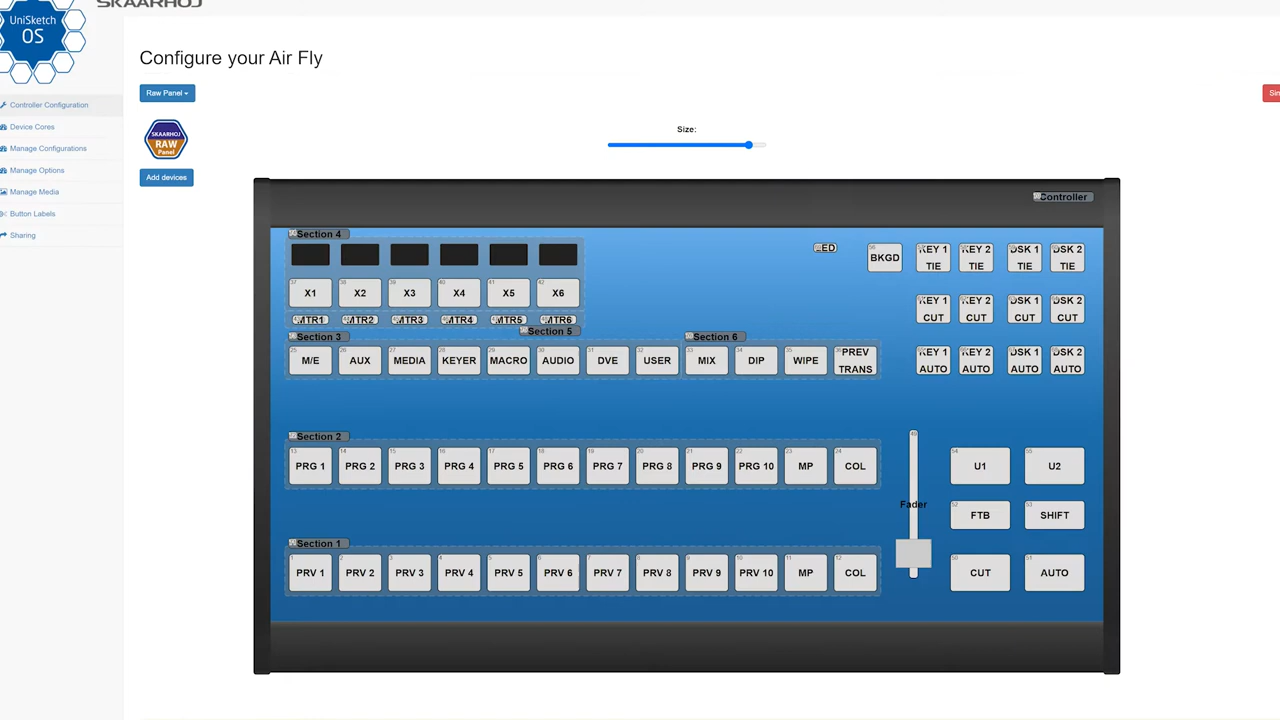 SKAARHOJ
UniSketch
OS
Configure your Air Fly
Raw Panel
Controller Configuration
Device Cores
Manage Configurations
Manage Options
Manage Media
Button Labels
Sharing
SKAARHOJ
RAW
Panel
Add devices
Size:
Controller
Section 4
X1 X2 X3 X4 X5 X6
MTR1 MTR2 MTR3 MTR4 MTR5 MTR6
Section 5
BKGD
KEY 1 TIE KEY 2 TIE DSK 1 TIE DSK 2 TIE
KEY 1 CUT KEY 2 CUT DSK 1 CUT DSK 2 CUT
Section 3 Section 6
M/E AUX MEDIA KEYER MACRO AUDIO DVE USER MIX DIP WIPE PREV TRANS
KEY 1 AUTO KEY 2 AUTO DSK 1 AUTO DSK 2 AUTO
Section 2
PRG 1 PRG 2 PRG 3 PRG 4 PRG 5 PRG 6 PRG 7 PRG 8 PRG 9 PRG 10 MP COL
U1 U2
Fader
FTB SHIFT
Section 1
PRV 1 PRV 2 PRV 3 PRV 4 PRV 5 PRV 6 PRV 7 PRV 8 PRV 9 PRV 10 MP COL
CUT AUTO